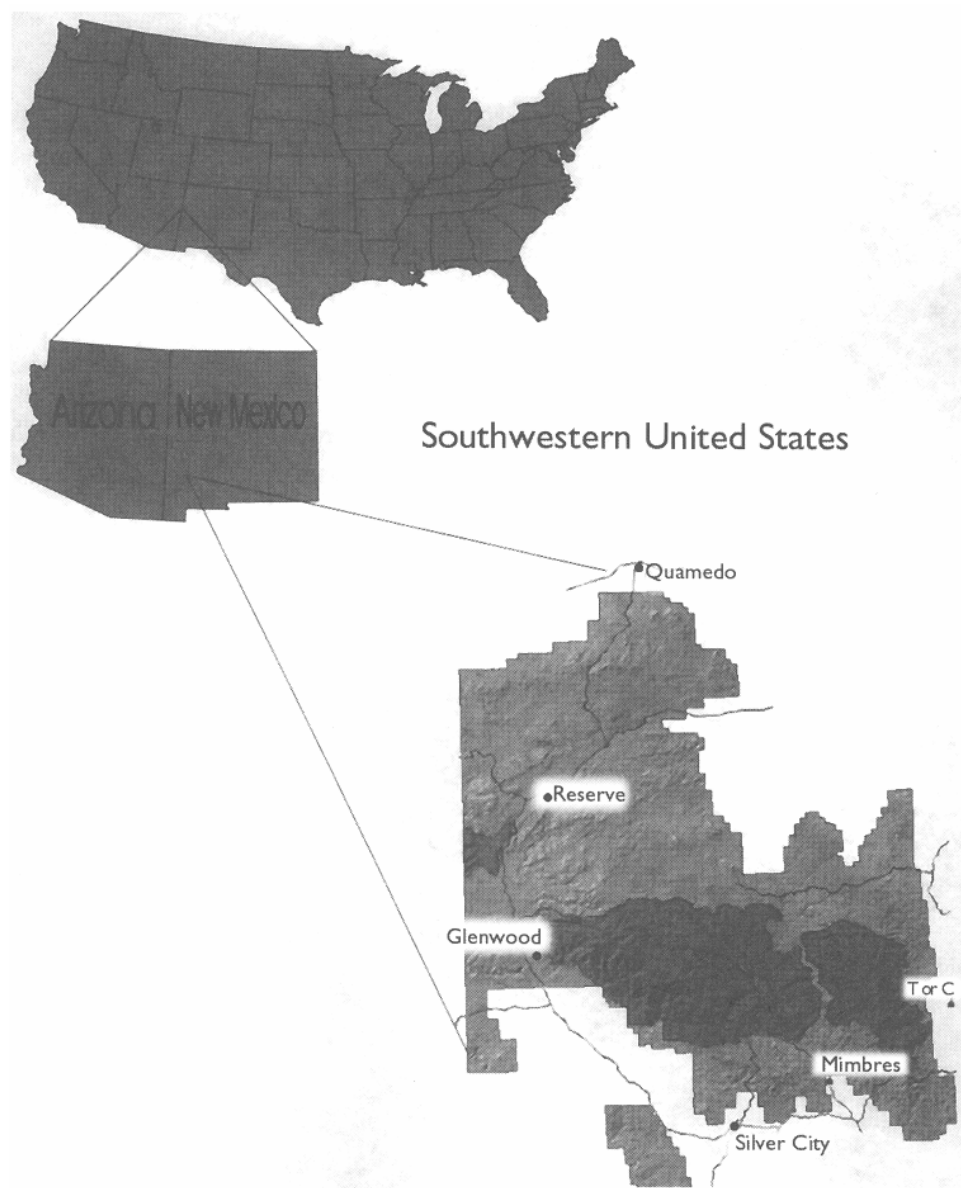 Arizona
New Mexico
Southwestern United States
Quamedo
Reserve
Glenwood
T or C
Mimbres
Silver City